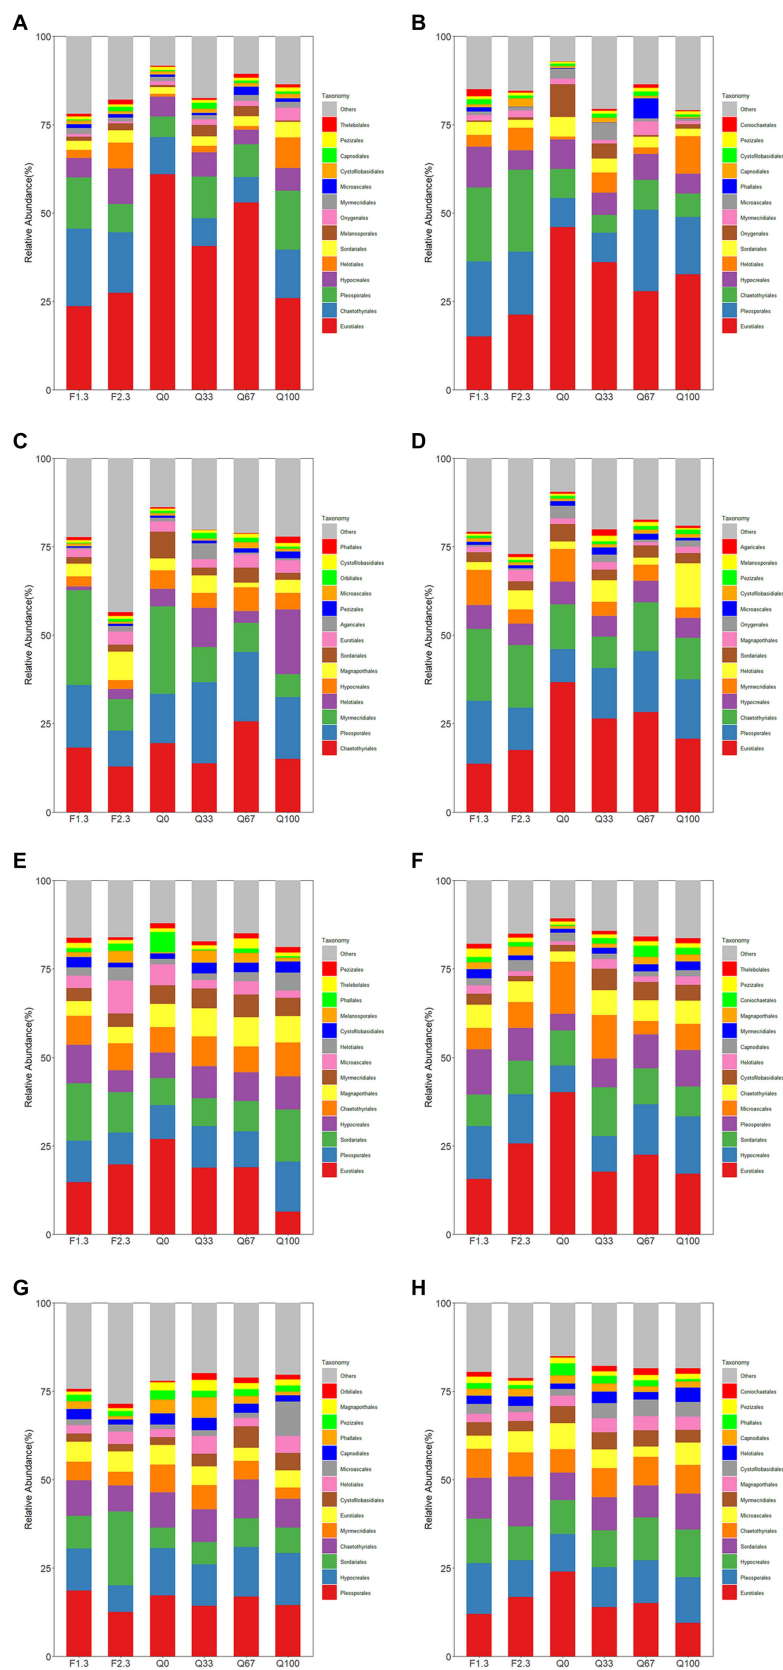 A
Relative Abundance(%)
100
75
50
25
0
F1.3 F2.3 Q0 Q33 Q67 Q100
Taxonomy
Others
Thelebolales
Pezizales
Capnodiales
Cystofilobasidiales
Microascales
Myrmecridiales
Onygenales
Melanosporales
Sordariales
Helotiales
Hypocreales
Pleosporales
Chaetothyriales
Eurotiales
B
Relative Abundance(%)
100
75
50
25
0
F1.3 F2.3 Q0 Q33 Q67 Q100
Taxonomy
Others
Coniochaetales
Pezizales
Cystofilobasidiales
Capnodiales
Phallales
Microascales
Myrmecridiales
Onygenales
Sordariales
Helotiales
Hypocreales
Chaetothyriales
Pleosporales
Eurotiales
C
Relative Abundance(%)
100
75
50
25
0
F1.3 F2.3 Q0 Q33 Q67 Q100
Taxonomy
Others
Phallales
Cystofilobasidiales
Orbiliales
Microascales
Pezizales
Agaricales
Eurotiales
Sordariales
Magnaporthales
Hypocreales
Helotiales
Myrmecridiales
Pleosporales
Chaetothyriales
D
Relative Abundance(%)
100
75
50
25
0
F1.3 F2.3 Q0 Q33 Q67 Q100
Taxonomy
Others
Agaricales
Melanosporales
Pezizales
Cystofilobasidiales
Microascales
Onygenales
Magnaporthales
Sordariales
Helotiales
Myrmecridiales
Hypocreales
Chaetothyriales
Pleosporales
Eurotiales
E
Relative Abundance(%)
100
75
50
25
0
F1.3 F2.3 Q0 Q33 Q67 Q100
Taxonomy
Others
Pezizales
Thelebolales
Phallales
Melanosporales
Cystofilobasidiales
Helotiales
Microascales
Myrmecridiales
Magnaporthales
Chaetothyriales
Hypocreales
Sordariales
Pleosporales
Eurotiales
F
Relative Abundance(%)
100
75
50
25
0
F1.3 F2.3 Q0 Q33 Q67 Q100
Taxonomy
Others
Thelebolales
Pezizales
Coniochaetales
Magnaporthales
Myrmecridiales
Capnodiales
Helotiales
Cystofilobasidiales
Chaetothyriales
Microascales
Pleosporales
Sordariales
Hypocreales
Eurotiales
G
Relative Abundance(%)
100
75
50
25
0
F1.3 F2.3 Q0 Q33 Q67 Q100
Taxonomy
Others
Orbiliales
Magnaporthales
Pezizales
Phallales
Capnodiales
Microascales
Helotiales
Cystofilobasidiales
Eurotiales
Myrmecridiales
Chaetothyriales
Sordariales
Hypocreales
Pleosporales
H
Relative Abundance(%)
100
75
50
25
0
F1.3 F2.3 Q0 Q33 Q67 Q100
Taxonomy
Others
Coniochaetales
Pezizales
Phallales
Capnodiales
Helotiales
Cystofilobasidiales
Magnaporthales
Myrmecridiales
Microascales
Chaetothyriales
Sordariales
Hypocreales
Pleosporales
Eurotiales